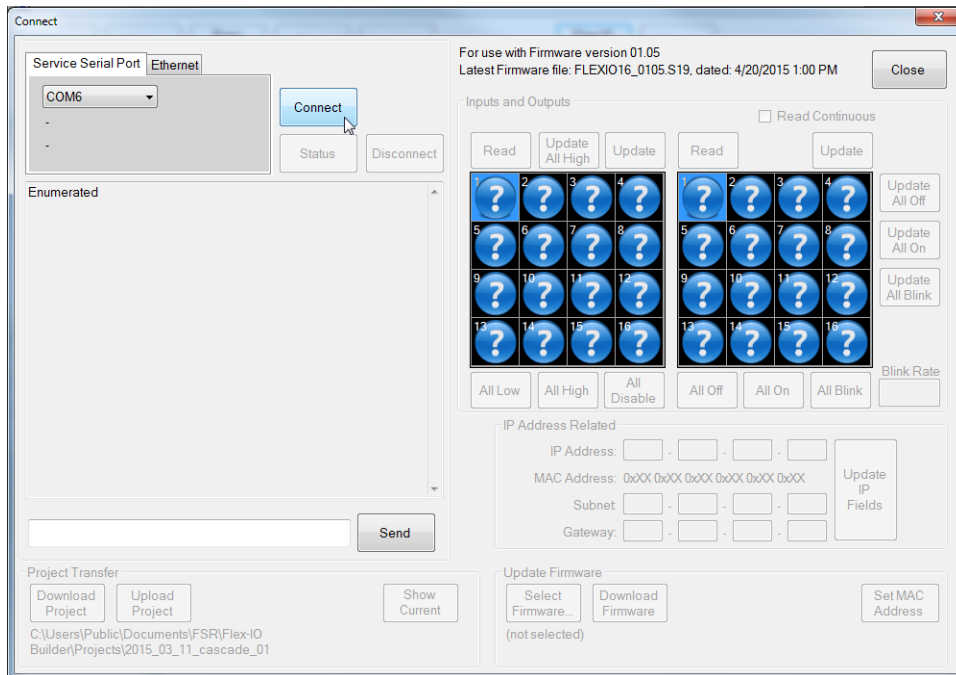 Connect
Service Serial Port
Ethernet
COM6
-
-
Connect
Status
Disconnect
Enumerated
Send
For use with Firmware version 01.05
Latest Firmware file: FLEXIO16_0105.S19, dated: 4/20/2015 1:00 PM
Close
Inputs and Outputs
Read Continuous
Read
Update
All High
Update
Read
Update
1 ? 2 ? 3 ? 4 ?
5 ? 6 ? 7 ? 8 ?
9 ? 10 ? 11 ? 12 ?
13 ? 14 ? 15 ? 16 ?
1 ? 2 ? 3 ? 4 ?
5 ? 6 ? 7 ? 8 ?
9 ? 10 ? 11 ? 12 ?
13 ? 14 ? 15 ? 16 ?
Update
All Off
Update
All On
Update
All Blink
Blink Rate
All Low
All High
All
Disable
All Off
All On
All Blink
IP Address Related
IP Address: . . .
MAC Address: 0xXX 0xXX 0xXX 0xXX 0xXX 0xXX
Subnet: . . .
Gateway: . . .
Update
IP
Fields
Project Transfer
Download
Project
Upload
Project
Show
Current
C:\Users\Public\Documents\FSR\Flex-IO
Builder\Projects\2015_03_11_cascade_01
Update Firmware
Select
Firmware...
Download
Firmware
(not selected)
Set MAC
Address